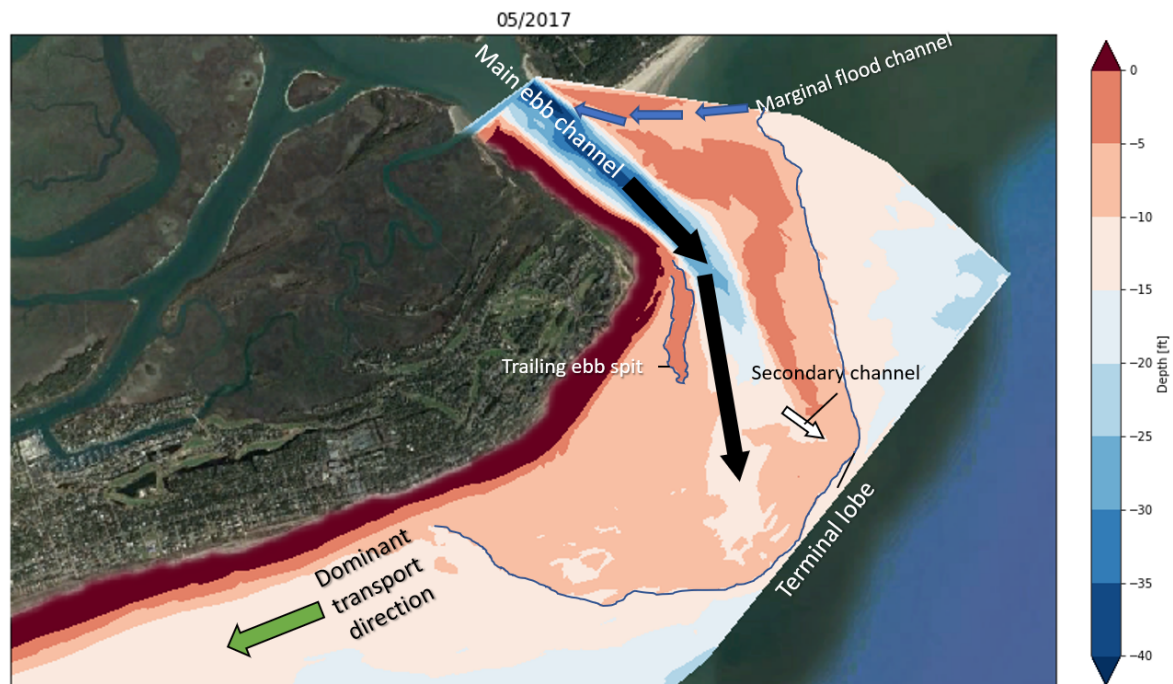 05/2017
Main ebb channel
Marginal flood channel
Trailing ebb spit
Secondary channel
Terminal lobe
Dominant
transport
direction
0
−5
−10
−15
−20
−25
−30
−35
−40
Depth [ft]